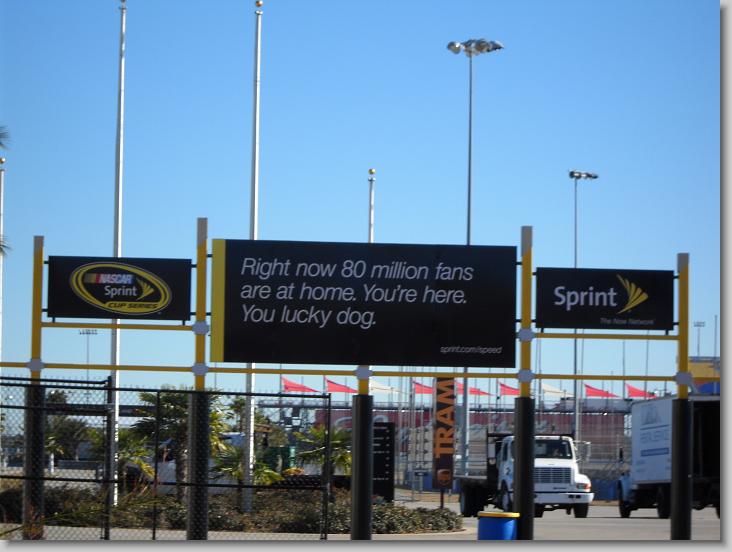 NASCAR
Sprint
CUP SERIES
Right now 80 million fans
are at home. You're here.
You lucky dog.
sprint.com/speed
Sprint
The Now Network
TRAM